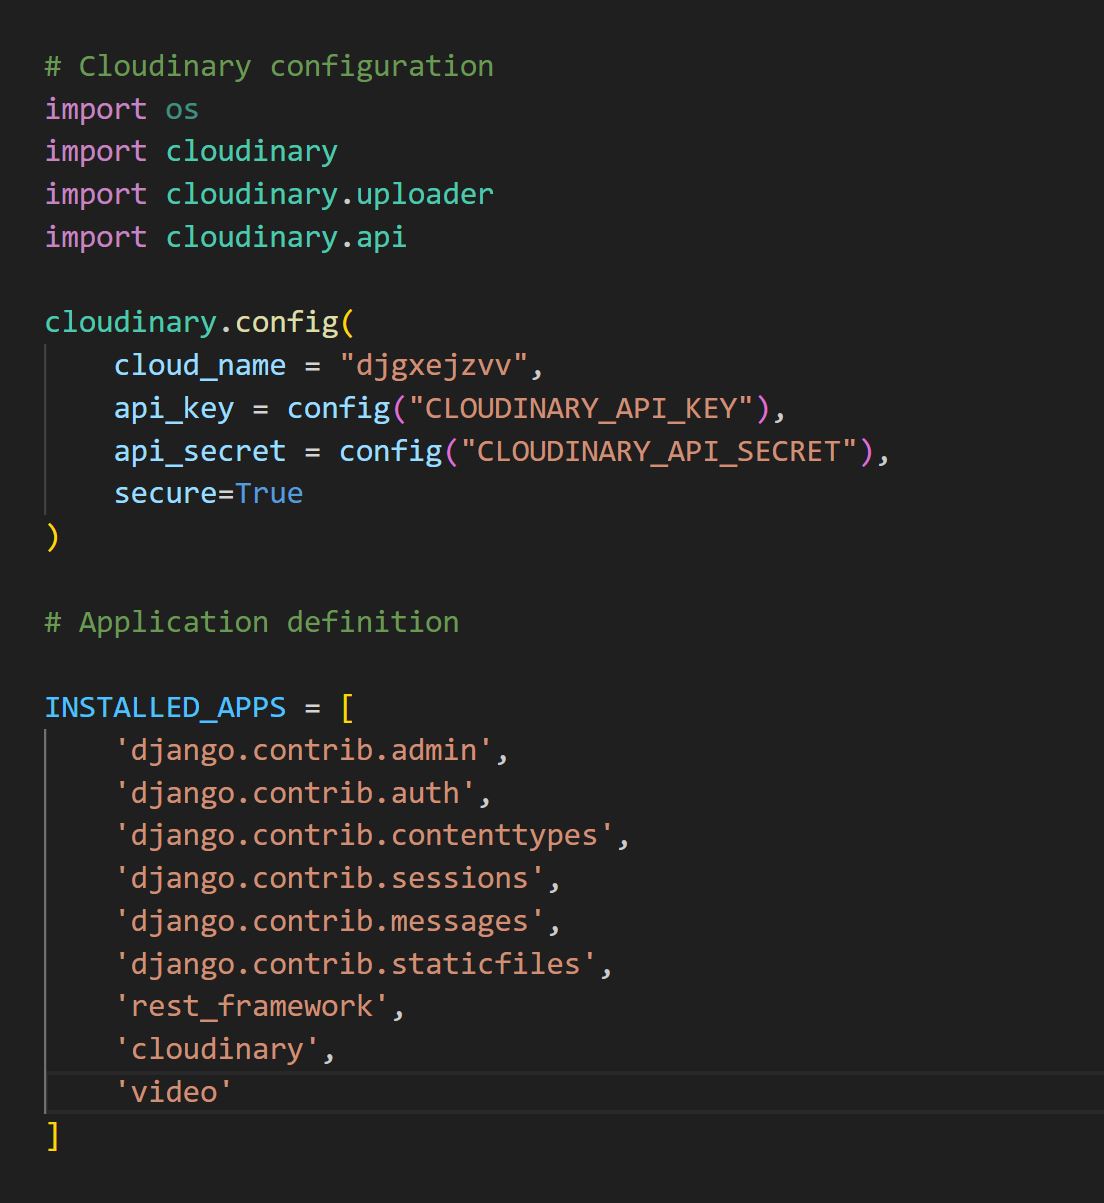 # Cloudinary configuration
import os
import cloudinary
import cloudinary.uploader
import cloudinary.api
cloudinary.config(
    cloud_name = "djgxejzvv",
    api_key = config("CLOUDINARY_API_KEY"),
    api_secret = config("CLOUDINARY_API_SECRET"),
    secure=True
)
# Application definition
INSTALLED_APPS = [
    'django.contrib.admin',
    'django.contrib.auth',
    'django.contrib.contenttypes',
    'django.contrib.sessions',
    'django.contrib.messages',
    'django.contrib.staticfiles',
    'rest_framework',
    'cloudinary',
    'video'
]